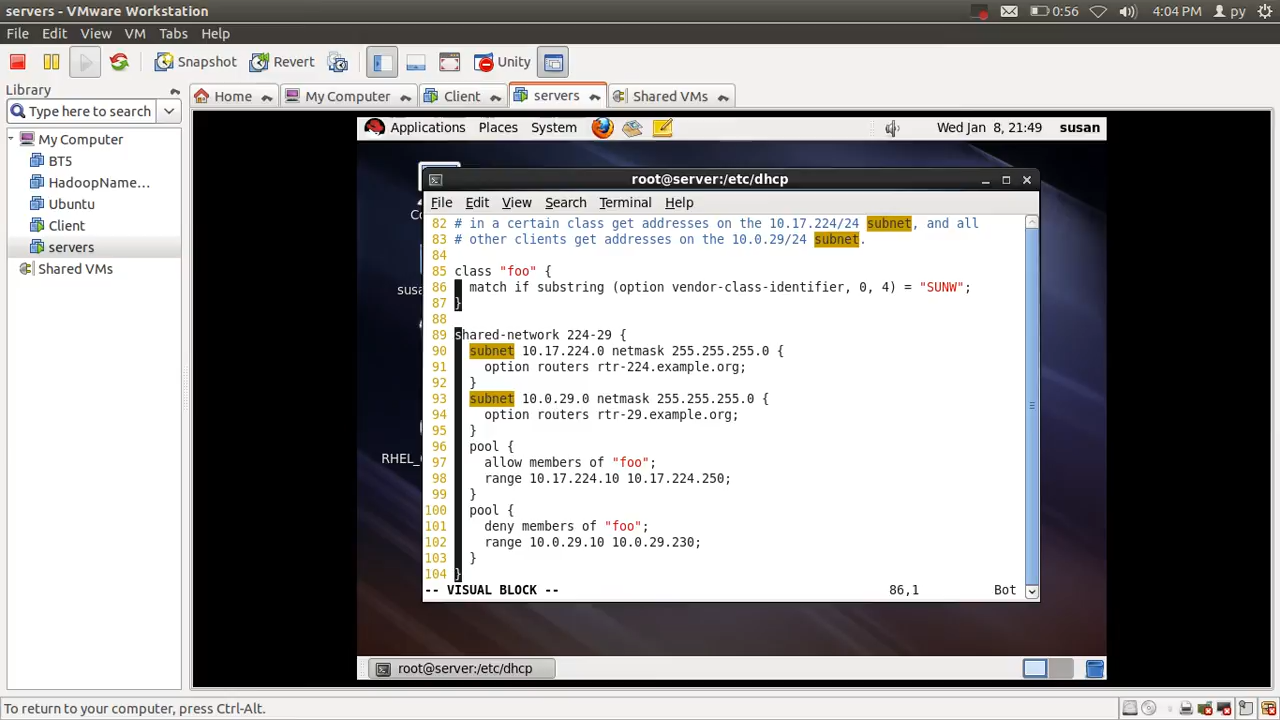 servers - VMware Workstation
0:56
4:04 PM
py
File Edit View VM Tabs Help
Snapshot
Revert
Unity
Library
Type here to search
My Computer
BT5
HadoopName...
Ubuntu
Client
servers
Shared VMs
Home
My Computer
Client
servers
Shared VMs
Applications Places System
Wed Jan 8, 21:49
susan
Co
susa
RHEL_
root@server:/etc/dhcp
File Edit View Search Terminal Help
82 # in a certain class get addresses on the 10.17.224/24 subnet, and all
83 # other clients get addresses on the 10.0.29/24 subnet.
84
85 class "foo" {
86   match if substring (option vendor-class-identifier, 0, 4) = "SUNW";
87 }
88
89 shared-network 224-29 {
90   subnet 10.17.224.0 netmask 255.255.255.0 {
91     option routers rtr-224.example.org;
92   }
93   subnet 10.0.29.0 netmask 255.255.255.0 {
94     option routers rtr-29.example.org;
95   }
96   pool {
97     allow members of "foo";
98     range 10.17.224.10 10.17.224.250;
99   }
100   pool {
101     deny members of "foo";
102     range 10.0.29.10 10.0.29.230;
103   }
104 }
-- VISUAL BLOCK --
86,1
Bot
root@server:/etc/dhcp
To return to your computer, press Ctrl-Alt.